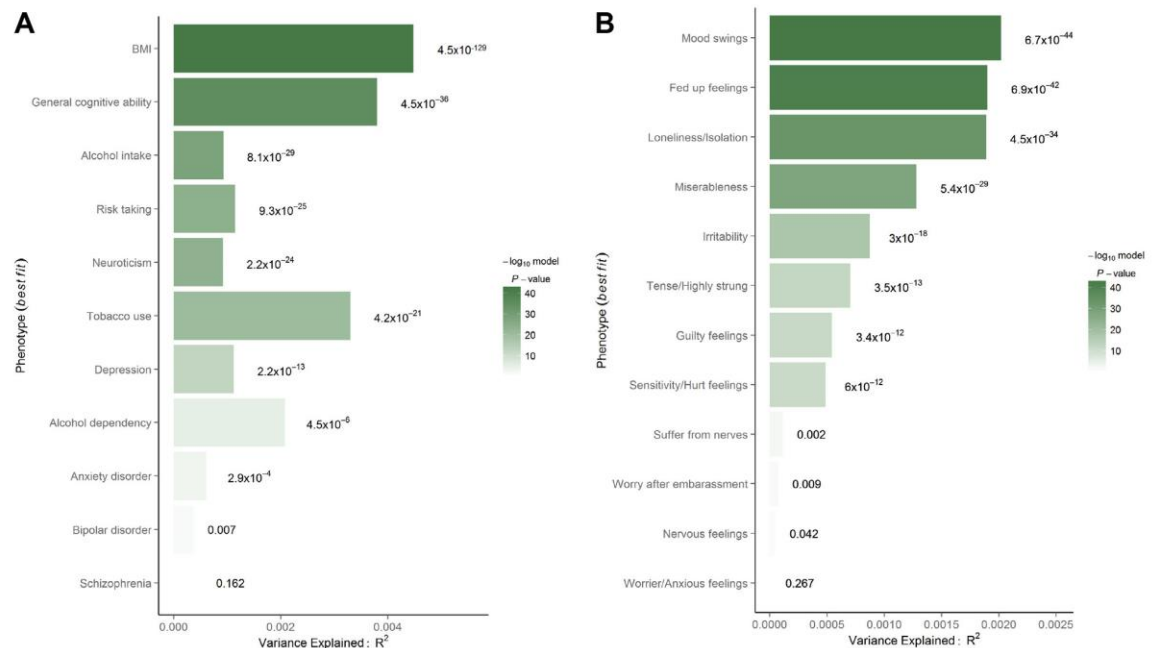 A
BMI
4.5x10⁻¹²⁹
General cognitive ability
4.5x10⁻³⁶
Alcohol intake
8.1x10⁻²⁹
Risk taking
9.3x10⁻²⁵
Neuroticism
2.2x10⁻²⁴
Tobacco use
4.2x10⁻²¹
Depression
2.2x10⁻¹³
Alcohol dependency
4.5x10⁻⁶
Anxiety disorder
2.9x10⁻⁴
Bipolar disorder
0.007
Schizophrenia
0.162
Phenotype (best fit)
0.000 0.002 0.004
Variance Explained: R²
−log₁₀ model
P − value
40
30
20
10
B
Mood swings
6.7x10⁻⁴⁴
Fed up feelings
6.9x10⁻⁴²
Loneliness/Isolation
4.5x10⁻³⁴
Miserableness
5.4x10⁻²⁹
Irritability
3x10⁻¹⁸
Tense/Highly strung
3.5x10⁻¹³
Guilty feelings
3.4x10⁻¹²
Sensitivity/Hurt feelings
6x10⁻¹²
Suffer from nerves
0.002
Worry after embarassment
0.009
Nervous feelings
0.042
Worrier/Anxious feelings
0.267
Phenotype (best fit)
0.0000 0.0005 0.0010 0.0015 0.0020 0.0025
Variance Explained: R²
−log₁₀ model
P − value
40
30
20
10